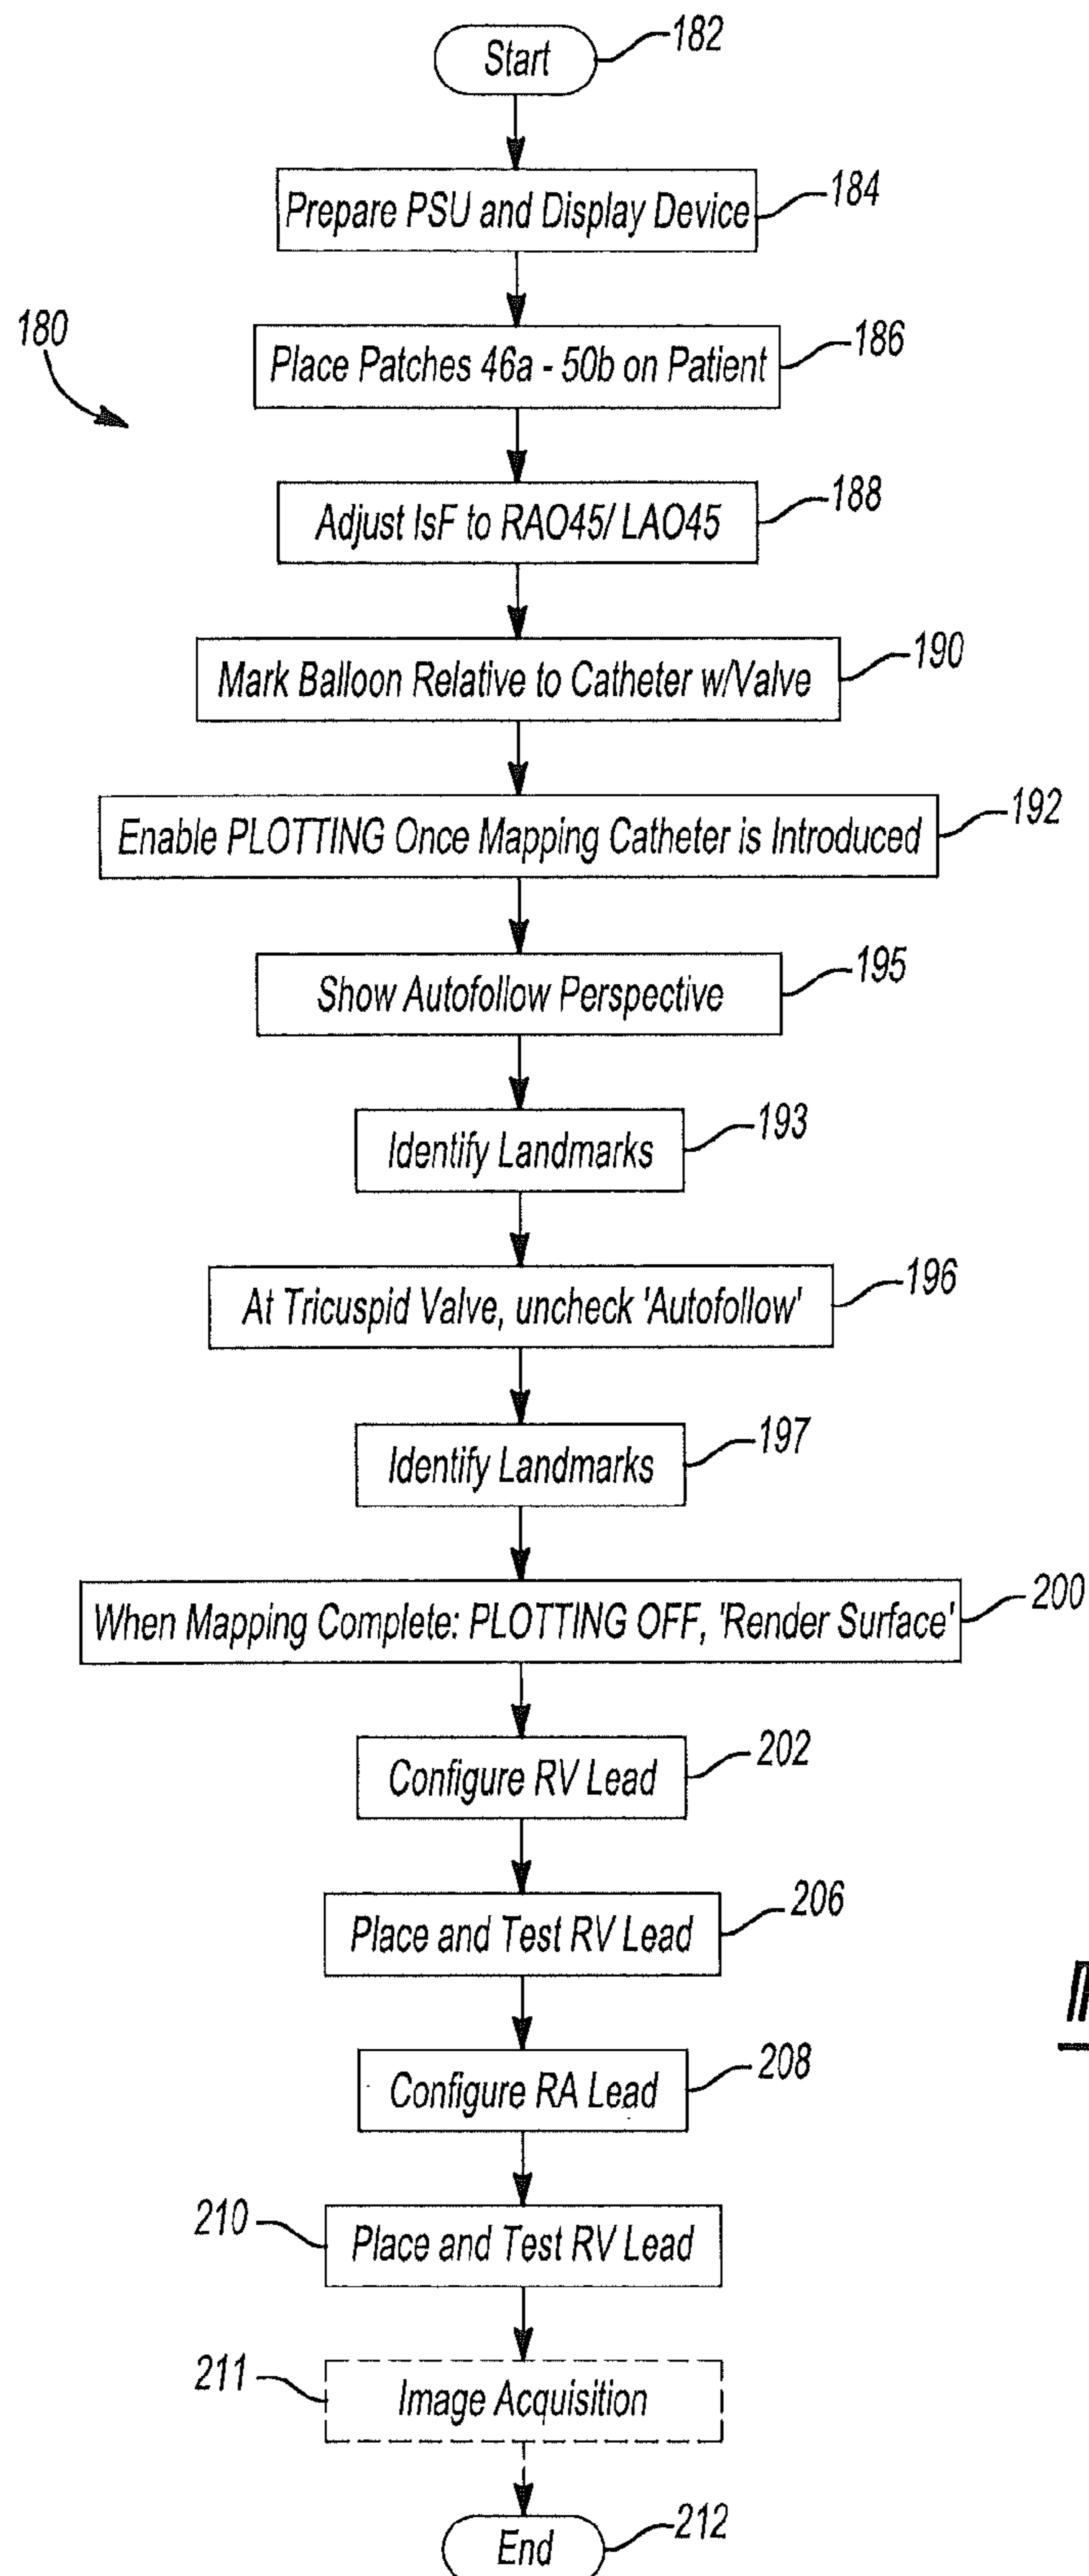 Start
182
Prepare PSU and Display Device
184
180
Place Patches 46a - 50b on Patient
186
Adjust IsF to RAO45/ LAO45
188
Mark Balloon Relative to Catheter w/Valve
190
Enable PLOTTING Once Mapping Catheter is Introduced
192
Show Autofollow Perspective
195
Identify Landmarks
193
At Tricuspid Valve, uncheck 'Autofollow'
196
Identify Landmarks
197
When Mapping Complete: PLOTTING OFF, 'Render Surface'
200
Configure RV Lead
202
Place and Test RV Lead
206
Configure RA Lead
208
210
Place and Test RV Lead
211
Image Acquisition
End
212